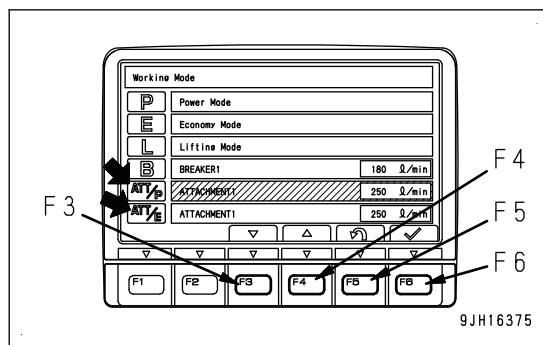 Working Mode
P Power Mode
E Economy Mode
L Lifting Mode
B BREAKER1 180 ℓ/min
ATT/P ATTACHMENT1 250 ℓ/min
ATT/E ATTACHMENT1 250 ℓ/min
F3
F4
F5
F6
F1 F2 F3 F4 F5 F6
9JH16375